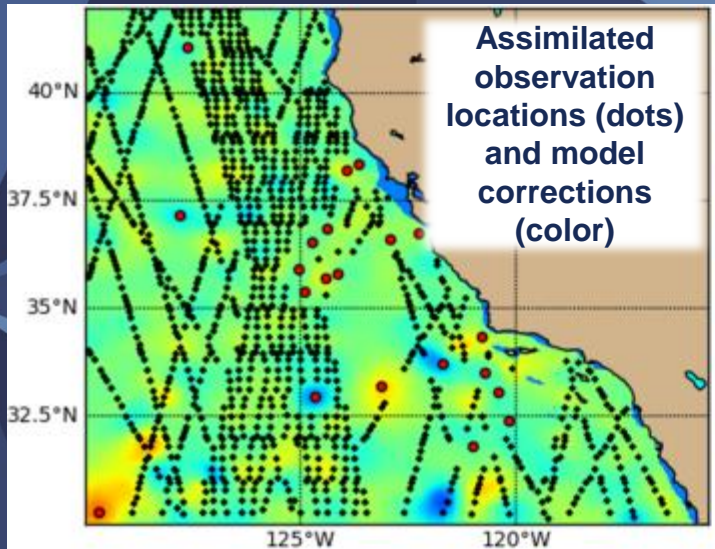 Assimilated
observation
locations (dots)
and model
corrections
(color)
40°N
37.5°N
35°N
32.5°N
125°W
120°W